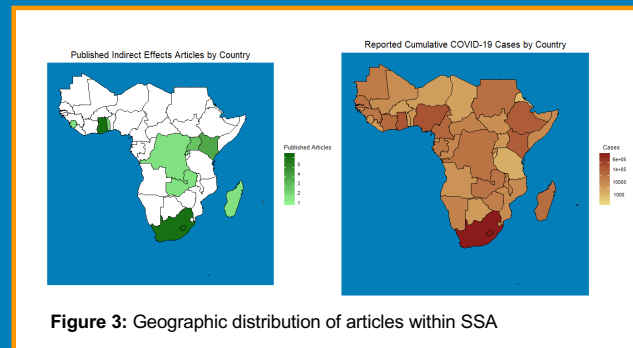 Published Indirect Effects Articles by Country
Published Articles
5
4
3
2
1
Reported Cumulative COVID-19 Cases by Country
Cases
6e+05
1e+05
10000
1000
Figure 3: Geographic distribution of articles within SSA